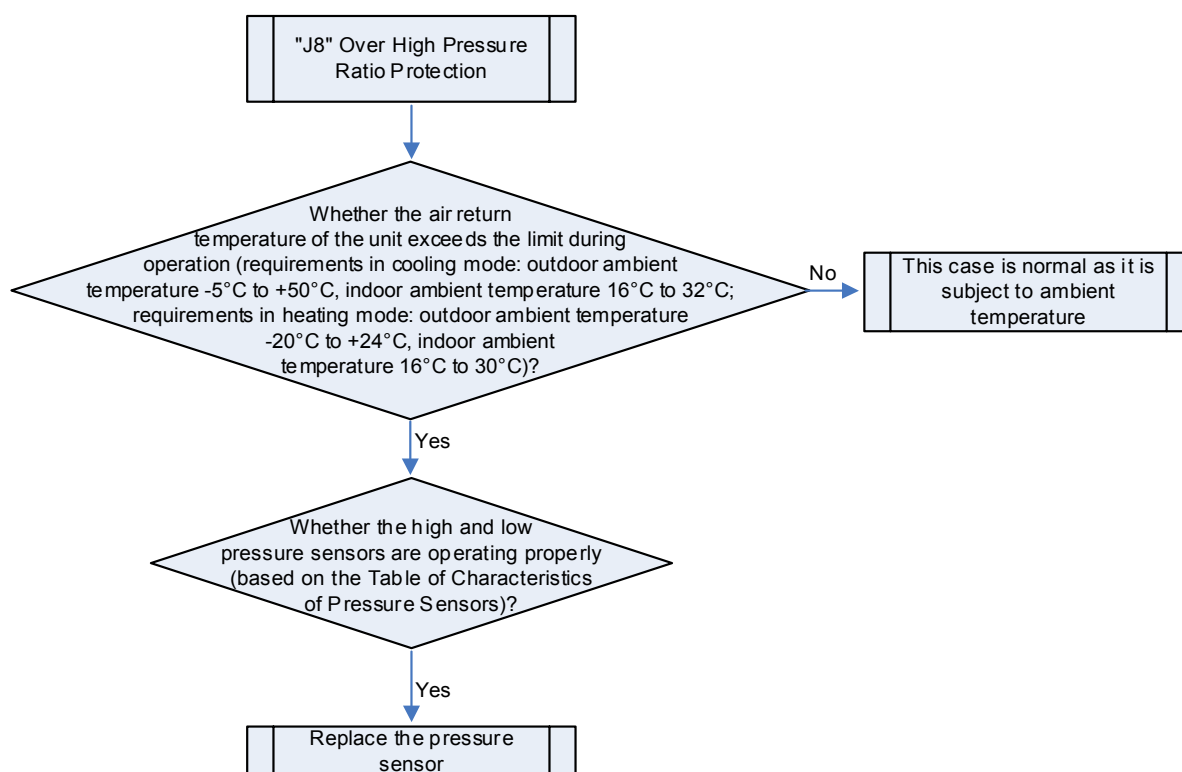 "J8" Over High Pressure
Ratio Protection
Whether the air return
temperature of the unit exceeds the limit during
operation (requirements in cooling mode: outdoor ambient
temperature -5°C to +50°C, indoor ambient temperature 16°C to 32°C;
requirements in heating mode: outdoor ambient temperature
-20°C to +24°C, indoor ambient
temperature 16°C to 30°C)?
No
This case is normal as it is
subject to ambient
temperature
Yes
Whether the high and low
pressure sensors are operating properly
(based on the Table of Characteristics
of Pressure Sensors)?
Yes
Replace the pressure
sensor